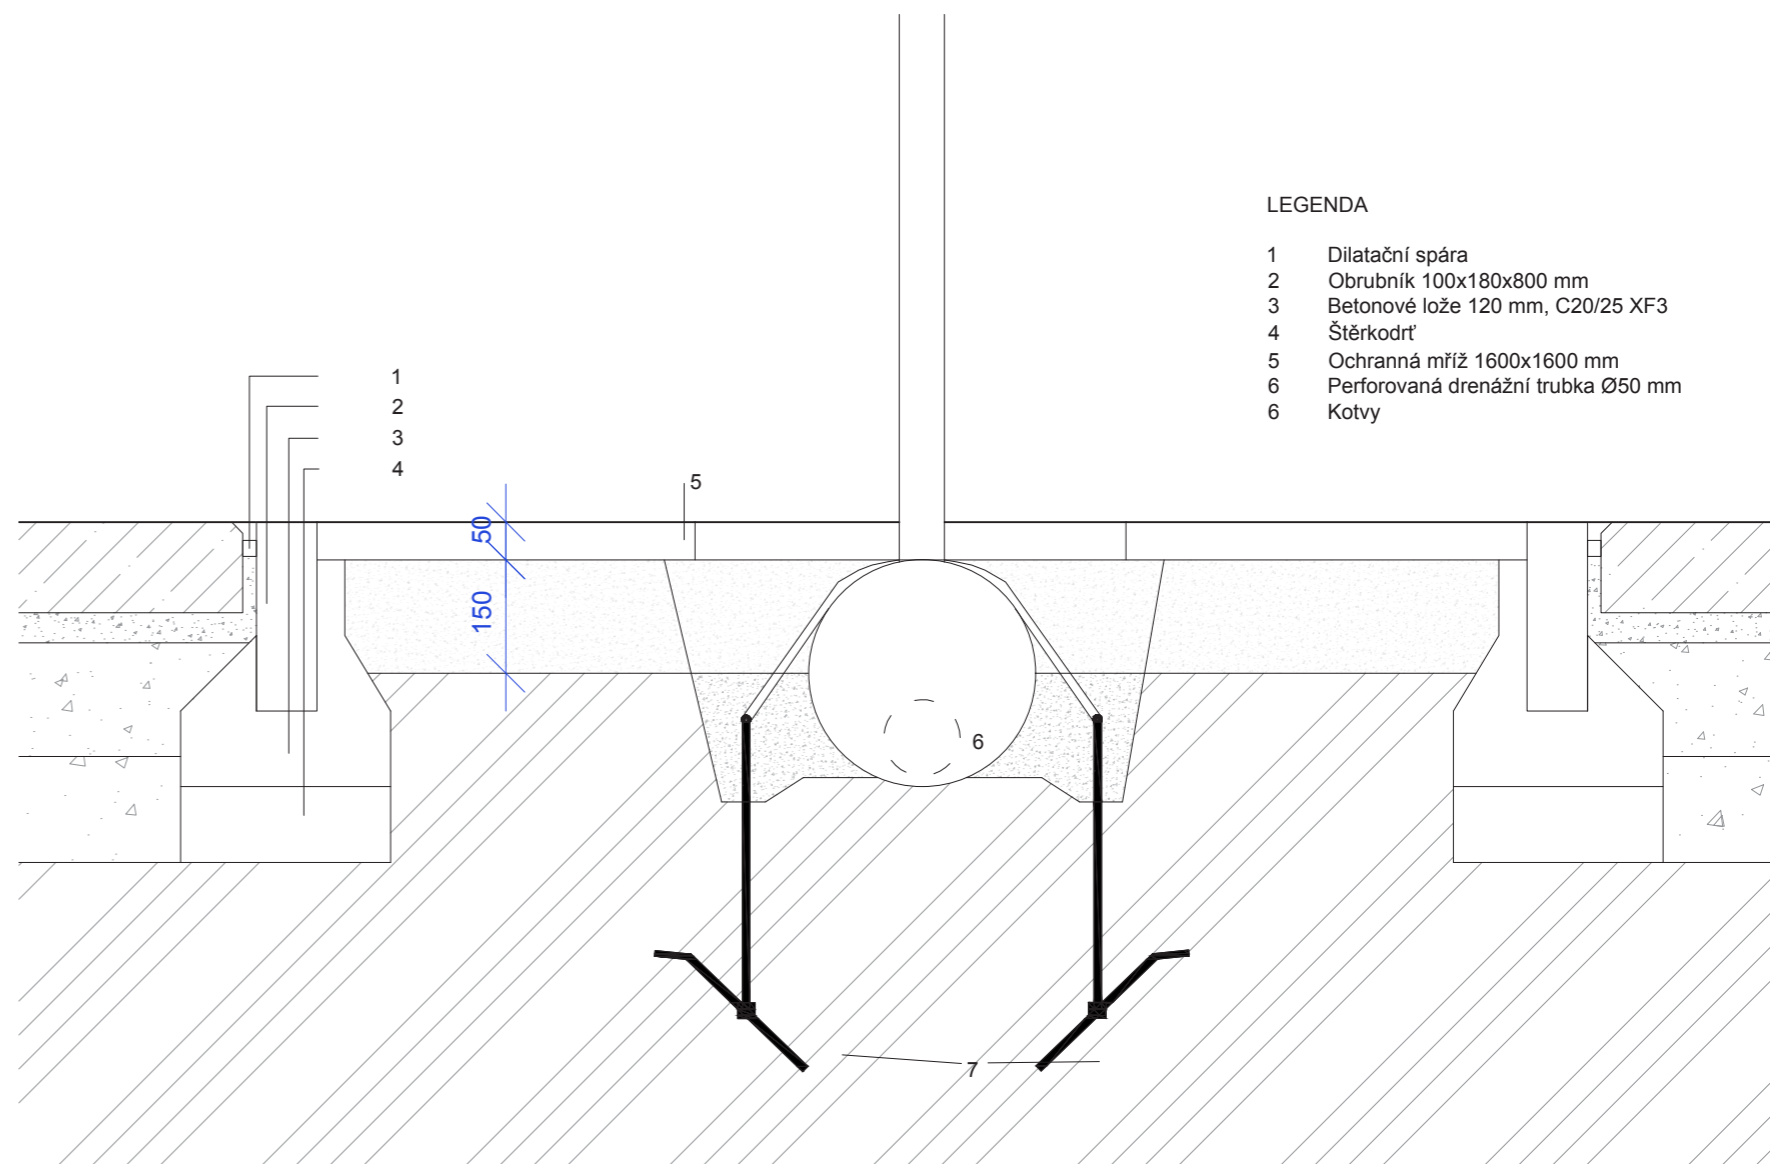 LEGENDA
1 Dilatační spára
2 Obrubník 100x180x800 mm
3 Betonové lože 120 mm, C20/25 XF3
4 Štěrkodrť
5 Ochranná mříž 1600x1600 mm
6 Perforovaná drenážní trubka Ø50 mm
6 Kotvy
1
2
3
4
5
50
150
6
7